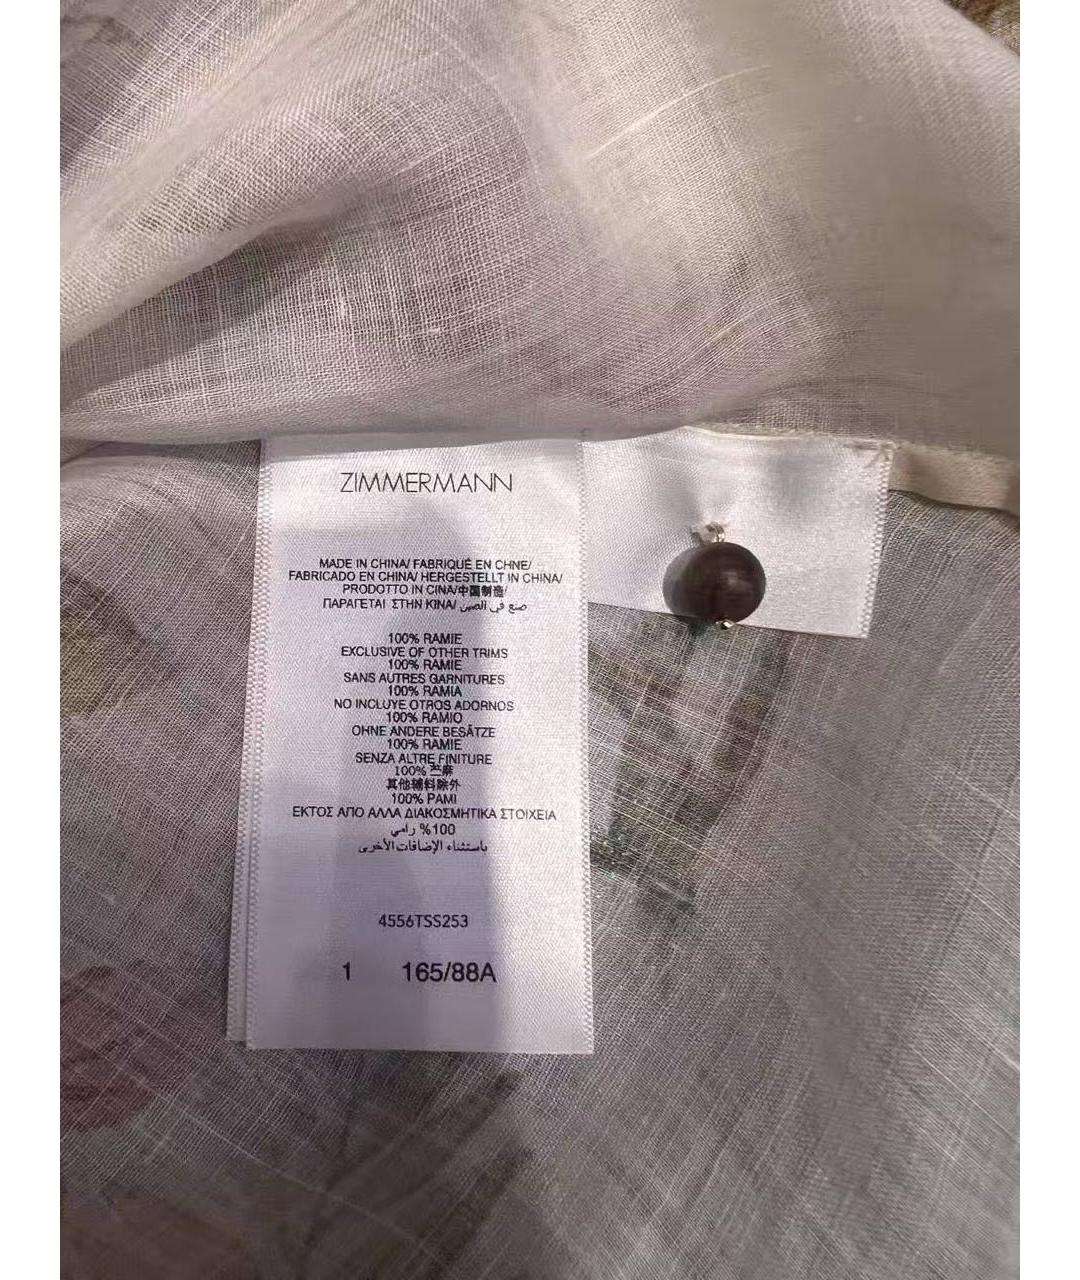 ZIMMERMANN
MADE IN CHINA/ FABRIQUÉ EN CHNE/
FABRICADO EN CHINA/ HERGESTELLT IN CHINA/
PRODOTTO IN CINA/中国制造/
ΠΑΡΑΓΕΤΑΙ ΣΤΗΝ ΚΙΝΑ/ صنع في الصين
100% RAMIE
EXCLUSIVE OF OTHER TRIMS
100% RAMIE
SANS AUTRES GARNITURES
100% RAMIA
NO INCLUYE OTROS ADORNOS
100% RAMIO
OHNE ANDERE BESÄTZE
100% RAMIE
SENZA ALTRE FINITURE
100% 苎麻
其他辅料除外
100% ΡΑΜΙ
ΕΚΤΟΣ ΑΠΟ ΑΛΛΑ ΔΙΑΚΟΣΜΗΤΙΚΑ ΣΤΟΙΧΕΙΑ
100% رامي
باستثناء الإضافات الأخرى
4556TSS253
1 165/88A